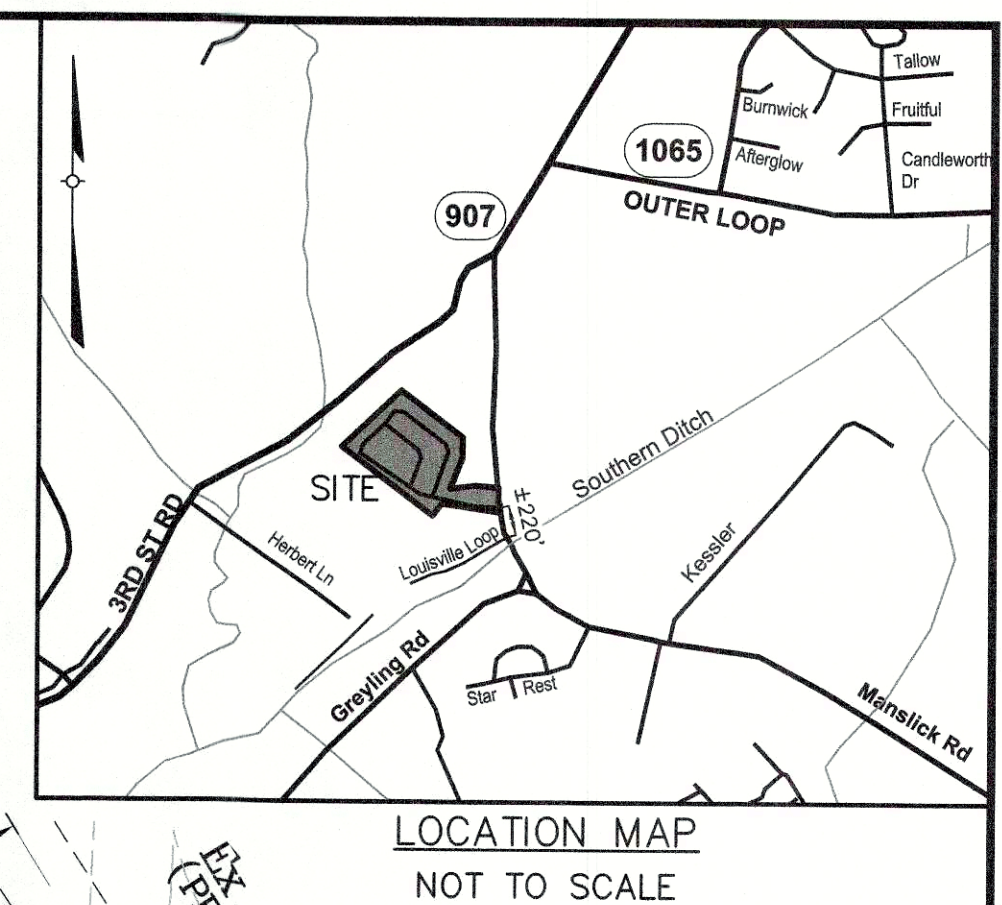 Tallow
Burnwick
Fruitful
1065
Afterglow
Candleworth
Dr
907
OUTER LOOP
Southern Ditch
SITE
±220'
3RD ST RD
Herbert Ln
Louisville Loop
Kessler
Greyling Rd
Star Rest
Manslick Rd
LOCATION MAP
NOT TO SCALE
EX